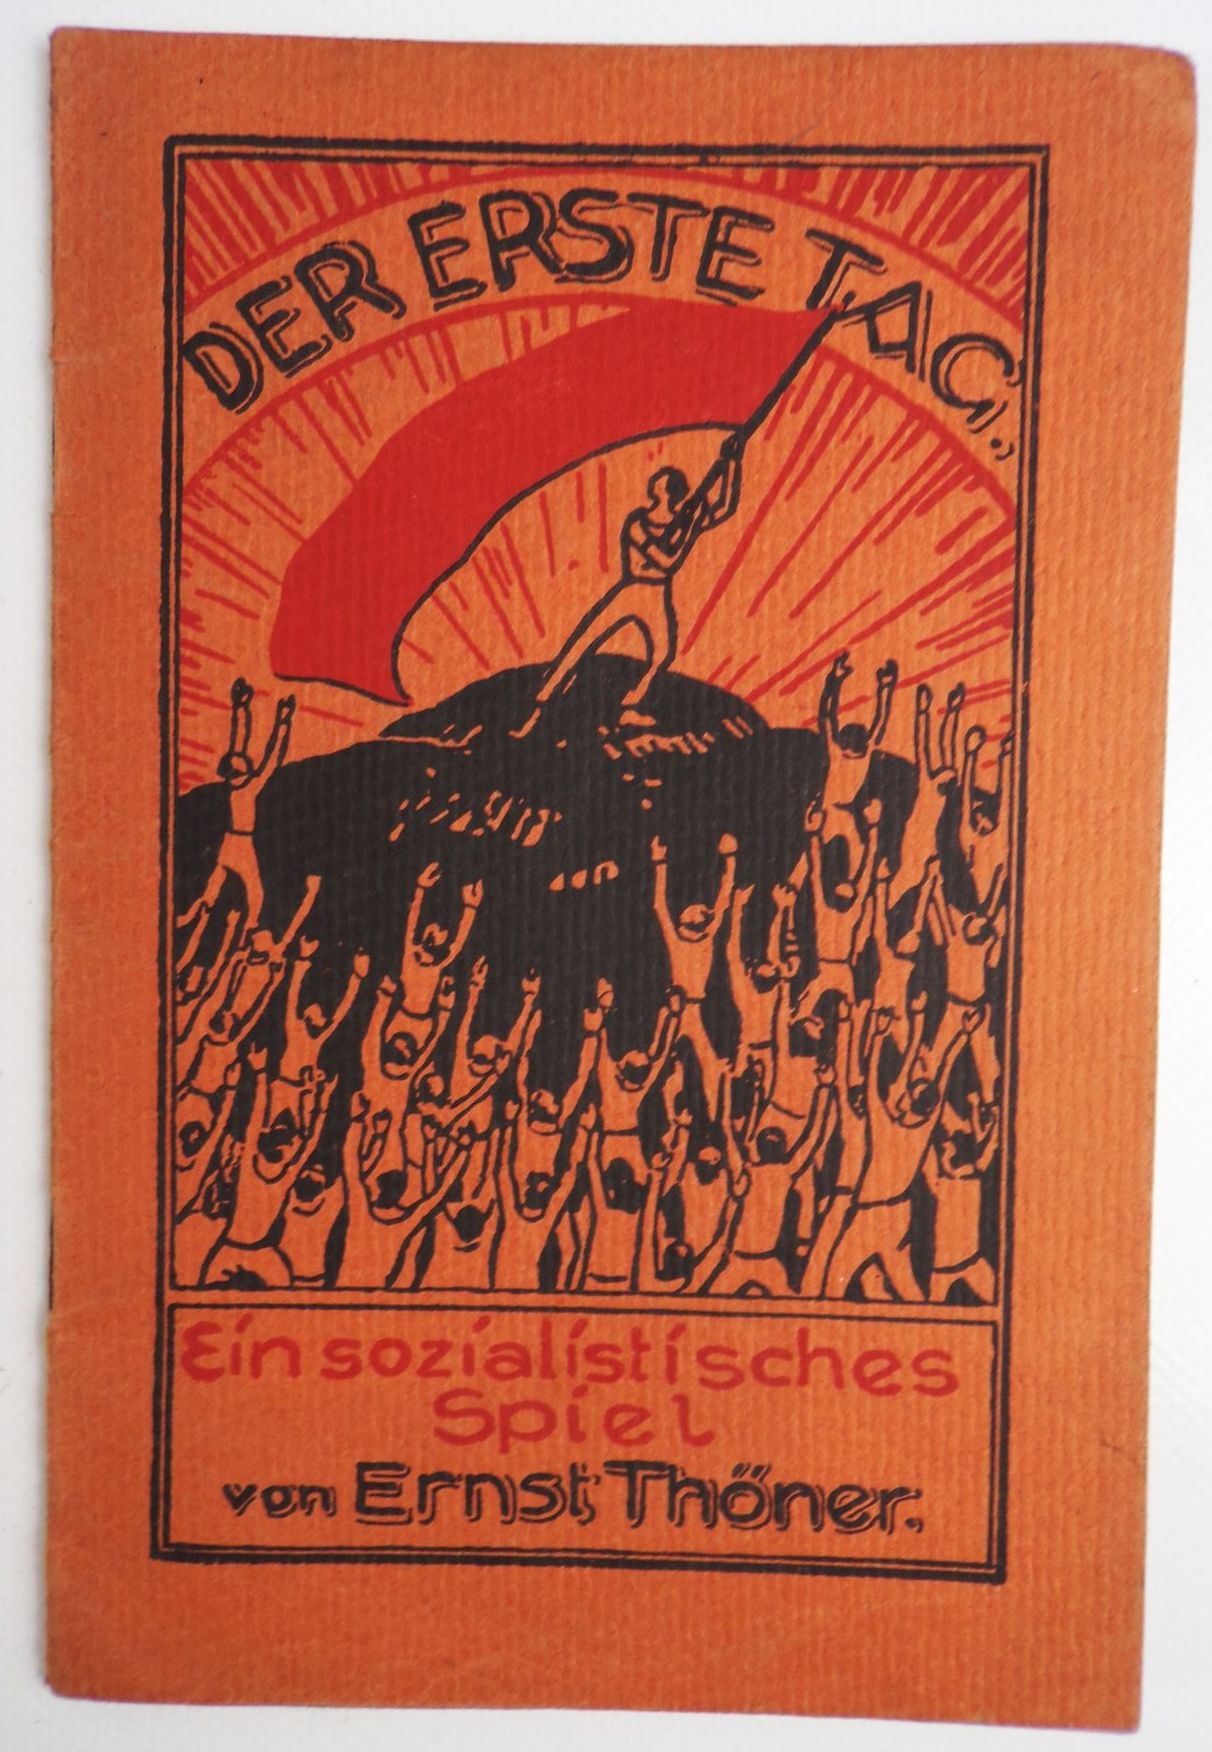 DER ERSTE TAG.
Ein sozialistisches
Spiel
von Ernst Thöner.